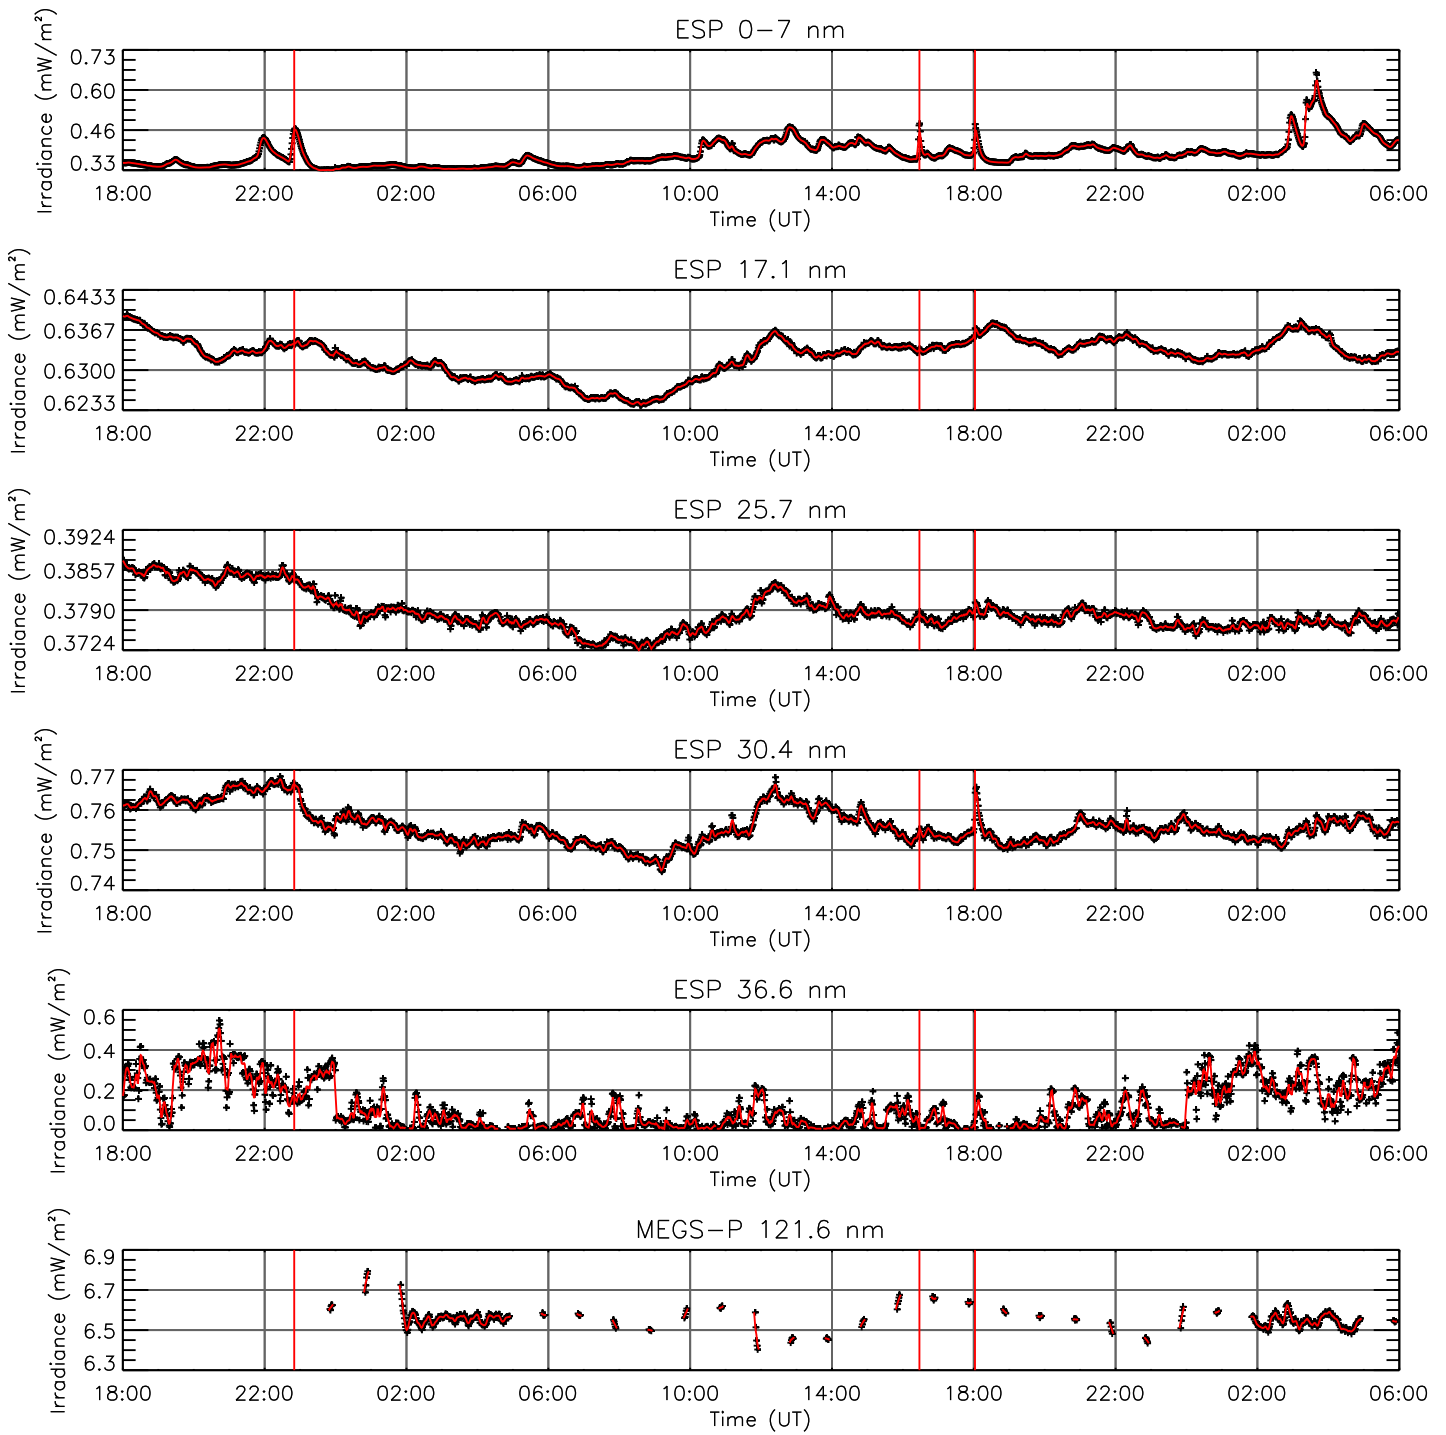 ESP 0-7 nm
Irradiance (mW/m²)
0.73
0.60
0.46
0.33
18:00 22:00 02:00 06:00 10:00 14:00 18:00 22:00 02:00 06:00
Time (UT)
ESP 17.1 nm
Irradiance (mW/m²)
0.6433
0.6367
0.6300
0.6233
18:00 22:00 02:00 06:00 10:00 14:00 18:00 22:00 02:00 06:00
Time (UT)
ESP 25.7 nm
Irradiance (mW/m²)
0.3924
0.3857
0.3790
0.3724
18:00 22:00 02:00 06:00 10:00 14:00 18:00 22:00 02:00 06:00
Time (UT)
ESP 30.4 nm
Irradiance (mW/m²)
0.77
0.76
0.75
0.74
18:00 22:00 02:00 06:00 10:00 14:00 18:00 22:00 02:00 06:00
Time (UT)
ESP 36.6 nm
Irradiance (mW/m²)
0.6
0.4
0.2
0.0
18:00 22:00 02:00 06:00 10:00 14:00 18:00 22:00 02:00 06:00
Time (UT)
MEGS-P 121.6 nm
Irradiance (mW/m²)
6.9
6.7
6.5
6.3
18:00 22:00 02:00 06:00 10:00 14:00 18:00 22:00 02:00 06:00
Time (UT)